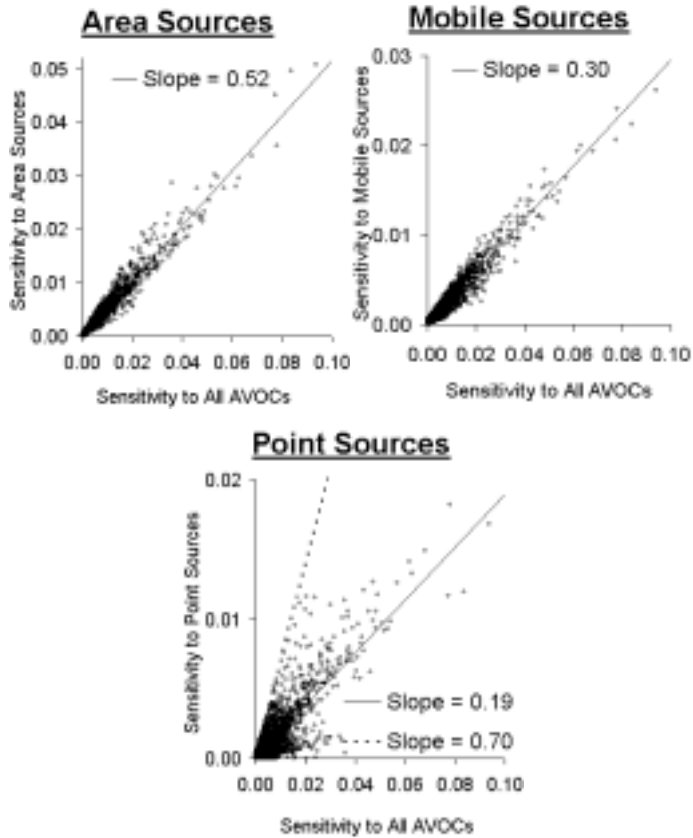 Area Sources
Slope = 0.52
Sensitivity to Area Sources
0.05
0.04
0.03
0.02
0.01
0.00
0.00 0.02 0.04 0.06 0.08 0.10
Sensitivity to All AVOCs
Mobile Sources
Slope = 0.30
Sensitivity to Mobile Sources
0.03
0.02
0.01
0.00
0.00 0.02 0.04 0.06 0.08 0.10
Sensitivity to All AVOCs
Point Sources
Sensitivity to Point Sources
0.02
0.01
0.00
Slope = 0.19
Slope = 0.70
0.00 0.02 0.04 0.06 0.08 0.10
Sensitivity to All AVOCs